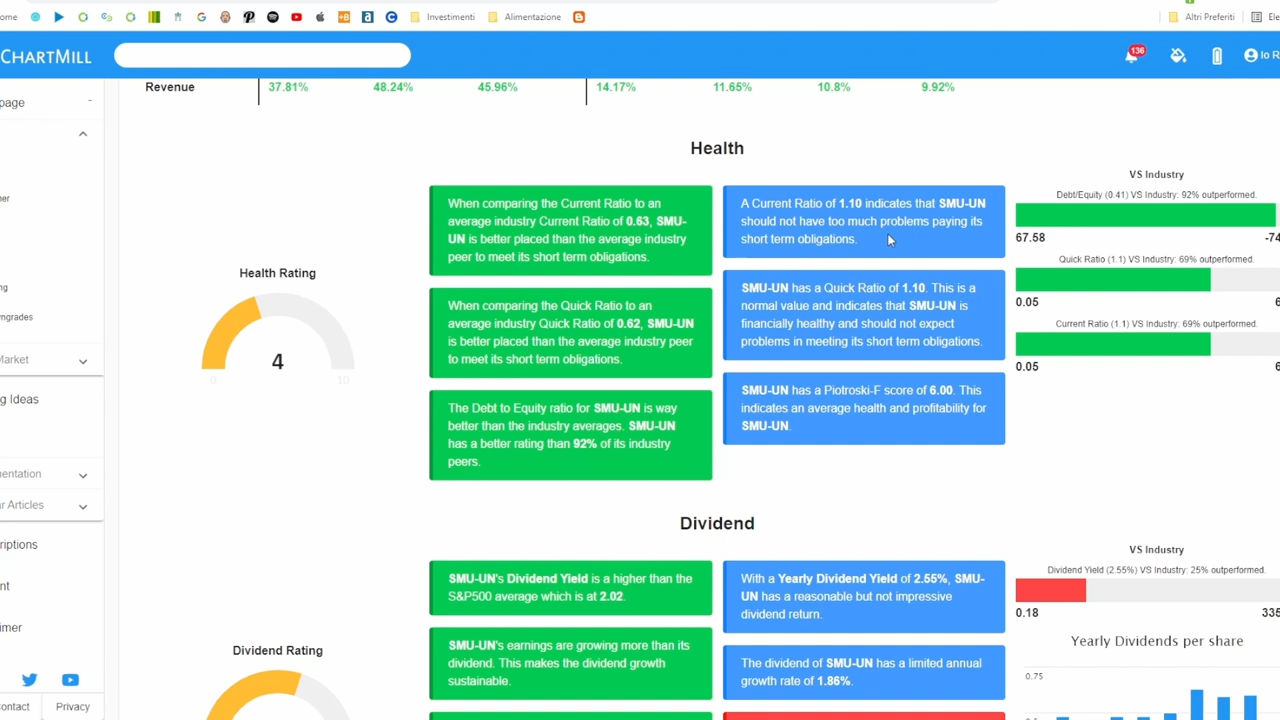 ome
Investimenti
Alimentazione
Altri Preferiti
Ele
CHARTMILL
136
Io R
page
-
ner
ng
wngrades
Market
ng Ideas
mentation
r Articles
riptions
nt
imer
Contact
Privacy
Revenue
37.81% 48.24% 45.96% 14.17% 11.65% 10.8% 9.92%
Health
Health Rating
4
0
10
When comparing the Current Ratio to an
average industry Current Ratio of 0.63, SMU-
UN is better placed than the average industry
peer to meet its short term obligations.
When comparing the Quick Ratio to an
average industry Quick Ratio of 0.62, SMU-UN
is better placed than the average industry peer
to meet its short term obligations.
The Debt to Equity ratio for SMU-UN is way
better than the industry averages. SMU-UN
has a better rating than 92% of its industry
peers.
A Current Ratio of 1.10 indicates that SMU-UN
should not have too much problems paying its
short term obligations.
SMU-UN has a Quick Ratio of 1.10. This is a
normal value and indicates that SMU-UN is
financially healthy and should not expect
problems in meeting its short term obligations.
SMU-UN has a Piotroski-F score of 6.00. This
indicates an average health and profitability for
SMU-UN.
VS Industry
Debt/Equity (0.41) VS Industry: 92% outperformed.
67.58
-74
Quick Ratio (1.1) VS Industry: 69% outperformed.
0.05
6
Current Ratio (1.1) VS Industry: 69% outperformed.
0.05
6
Dividend
Dividend Rating
SMU-UN's Dividend Yield is a higher than the
S&P500 average which is at 2.02.
SMU-UN's earnings are growing more than its
dividend. This makes the dividend growth
sustainable.
With a Yearly Dividend Yield of 2.55%, SMU-
UN has a reasonable but not impressive
dividend return.
The dividend of SMU-UN has a limited annual
growth rate of 1.86%.
VS Industry
Dividend Yield (2.55%) VS Industry: 25% outperformed.
0.18
335
Yearly Dividends per share
0.75